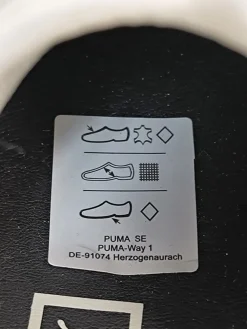 PUMA SE
PUMA-Way 1
DE-91074 Herzogenaurach